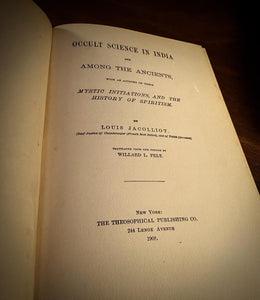 OCCULT SCIENCE IN INDIA
AND
AMONG THE ANCIENTS,
WITH AN ACCOUNT OF THEIR
MYSTIC INITIATIONS, AND THE
HISTORY OF SPIRITISM.
BY
LOUIS JACOLLIOT,
TRANSLATED FROM THE FRENCH BY
WILLARD L. FELT.
NEW YORK:
THE THEOSOPHICAL PUBLISHING CO.
244 LENOX AVENUE
1901.